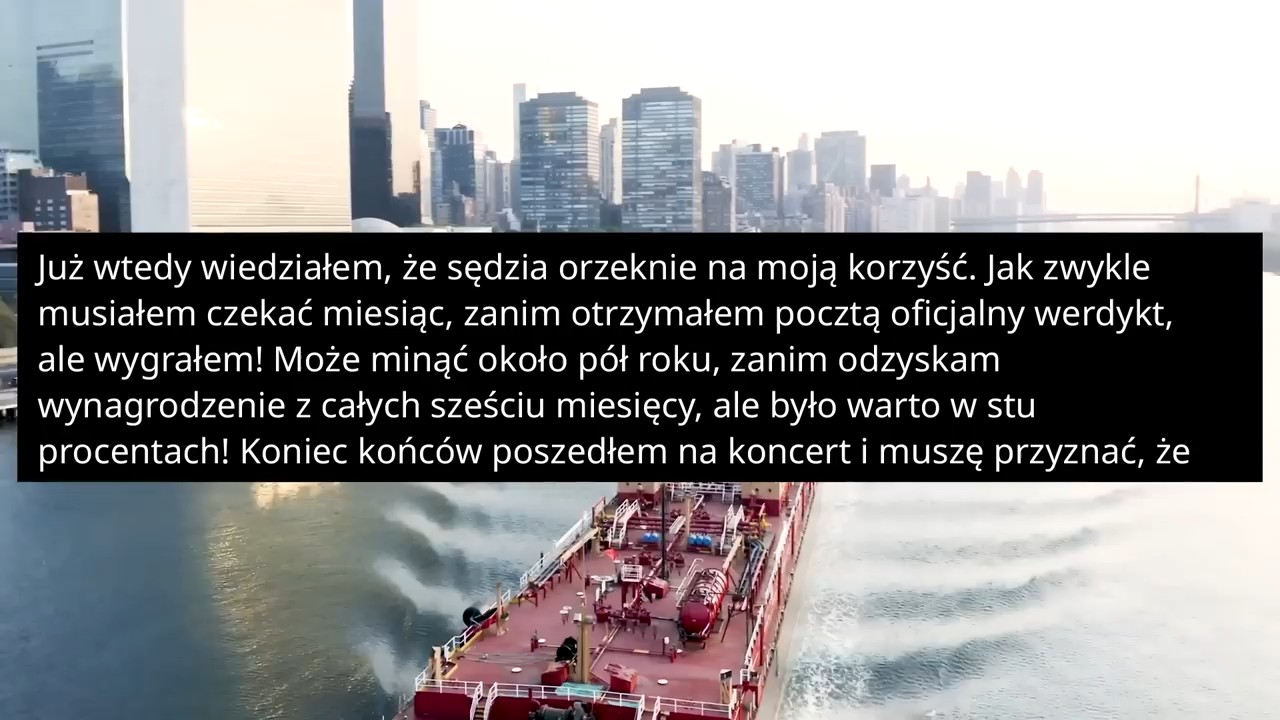 Już wtedy wiedziałem, że sędzia orzeknie na moją korzyść. Jak zwykle
musiałem czekać miesiąc, zanim otrzymałem pocztą oficjalny werdykt,
ale wygrałem! Może minąć około pół roku, zanim odzyskam
wynagrodzenie z całych sześciu miesięcy, ale było warto w stu
procentach! Koniec końców poszedłem na koncert i muszę przyznać, że